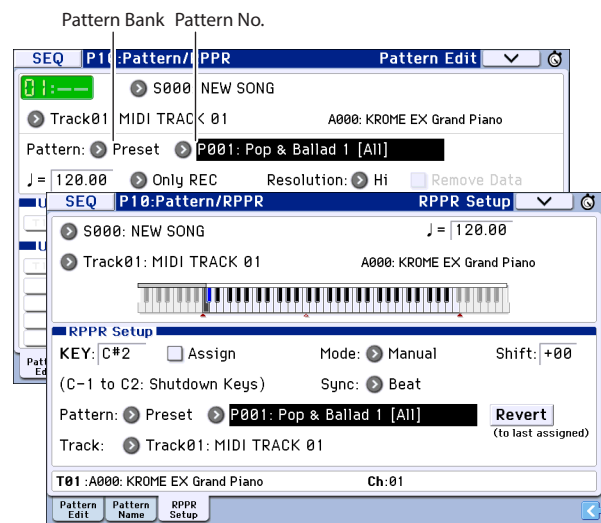 Pattern Bank Pattern No.
SEQ P10:Pattern/RPPR Pattern Edit
01:-- S000: NEW SONG
Track01: MIDI TRACK 01 A000: KROME EX Grand Piano
Pattern: Preset P001: Pop & Ballad 1 [All]
♩= 120.00 Only REC Resolution: Hi Remove Data
SEQ P10:Pattern/RPPR RPPR Setup
S000: NEW SONG ♩= 120.00
Track01: MIDI TRACK 01 A000: KROME EX Grand Piano
RPPR Setup
KEY: C#2 Assign Mode: Manual Shift: +00
(C-1 to C2: Shutdown Keys) Sync: Beat
Pattern: Preset P001: Pop & Ballad 1 [All] Revert
(to last assigned)
Track: Track01: MIDI TRACK 01
T01 :A000: KROME EX Grand Piano Ch:01
Pattern Edit
Pattern Name
RPPR Setup